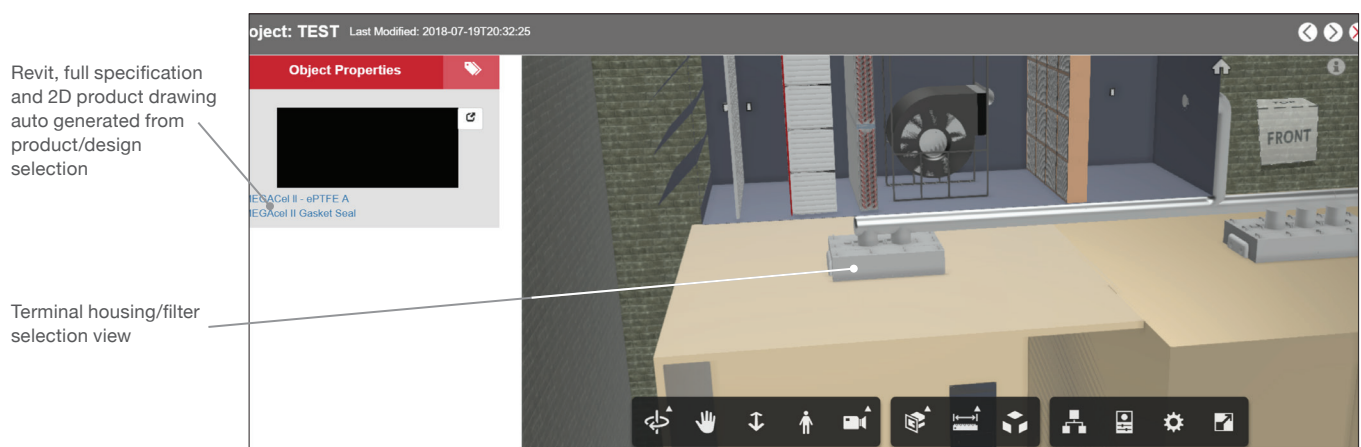 oject: TEST Last Modified: 2018-07-19T20:32:25
Revit, full specification
and 2D product drawing
auto generated from
product/design
selection
Object Properties
EGACel II - ePTFE A
EGAcel II Gasket Seal
Terminal housing/filter
selection view
TOP
FRONT